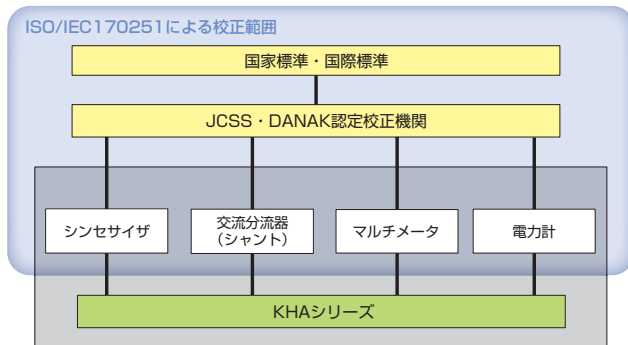 ISO/IEC170251による校正範囲
国家標準・国際標準
JCSS・DANAK認定校正機関
シンセサイザ
交流分流器
（シャント）
マルチメータ
電力計
KHAシリーズ